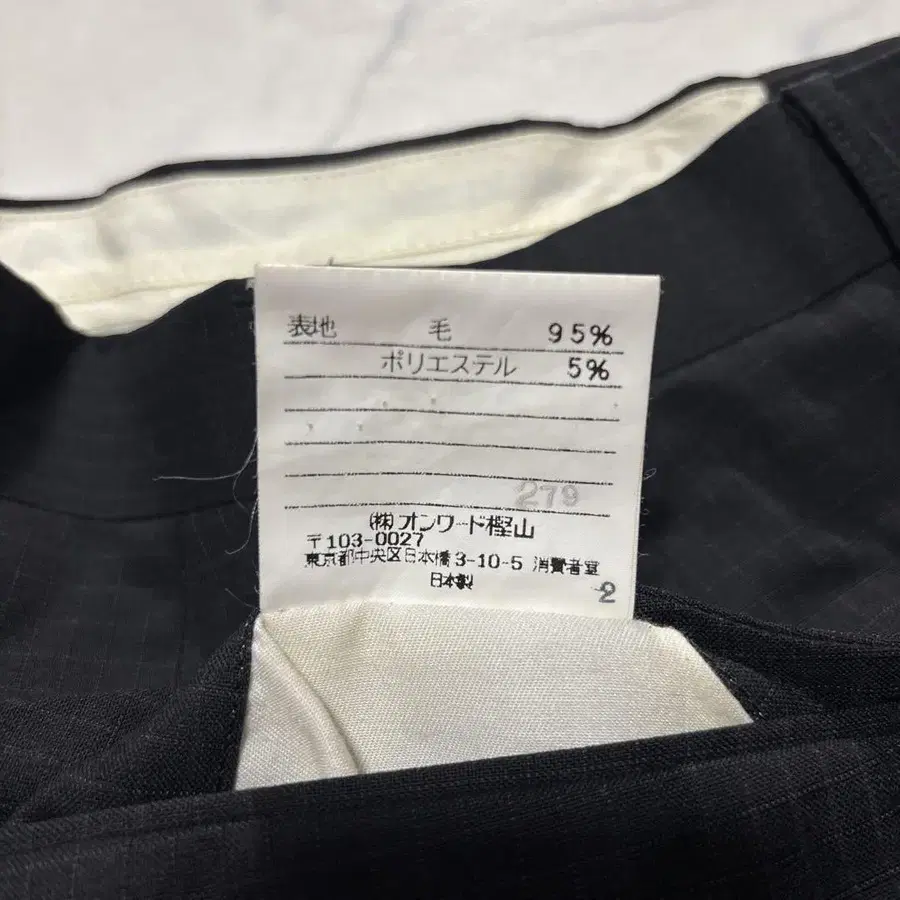 表地 毛 95%
ポリエステル 5%
279
(株)オンワード樫山
〒103-0027
東京都中央区日本橋3-10-5 消費者室
日本製
2